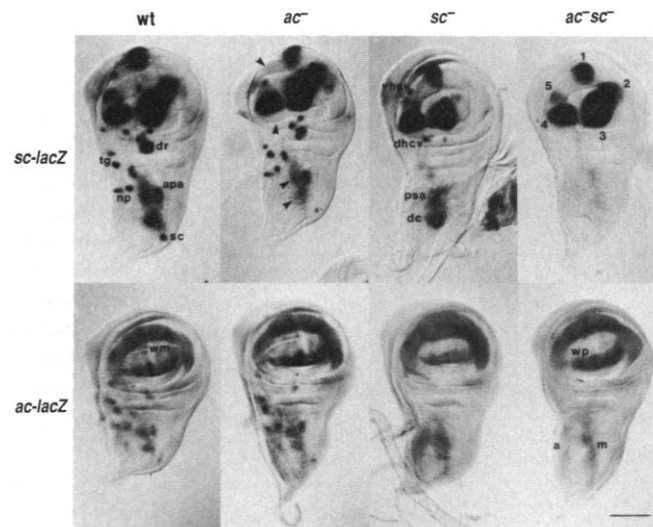 wt ac⁻ sc⁻ ac⁻sc⁻
sc-lacZ
vhcv 1 2 5 4 3
dr dhcv
tg
np apa psa
dc
sc
ac-lacZ
wm wp
a m